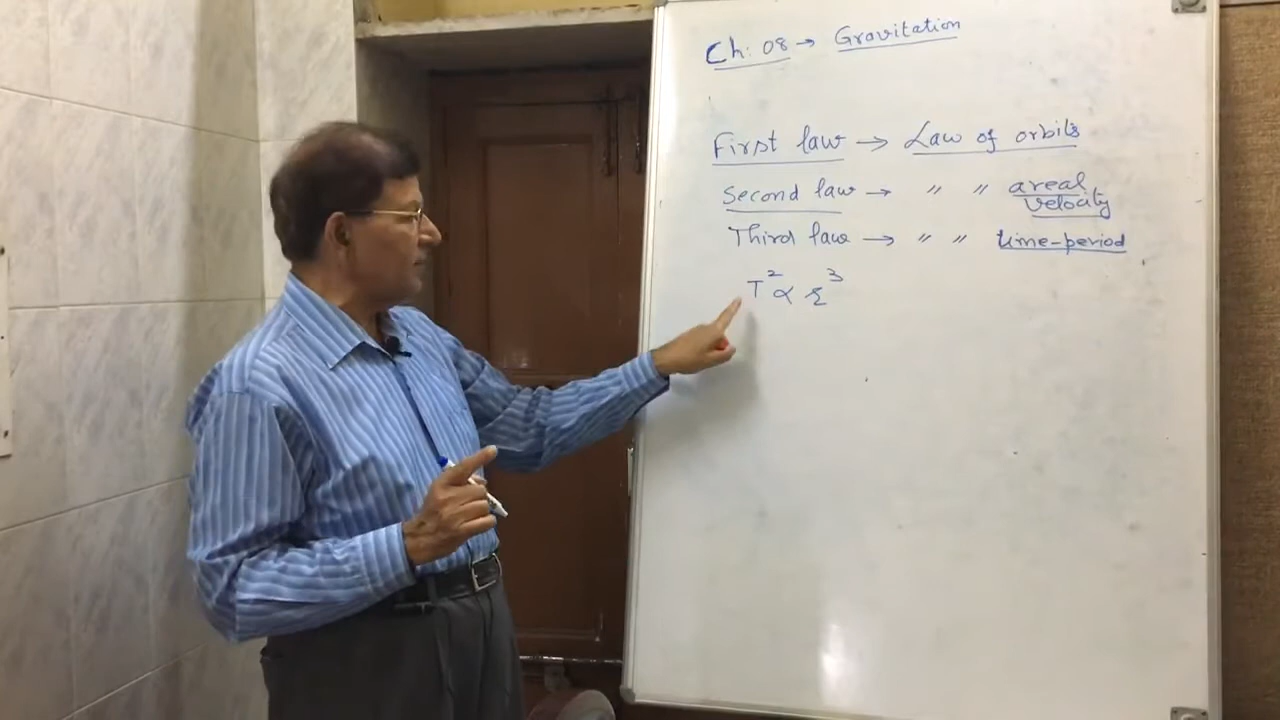 Ch: 08 → Gravitation
First law → Law of orbits
Second law → " " areal velocity
Third law → " " time-period
T² ∝ r³